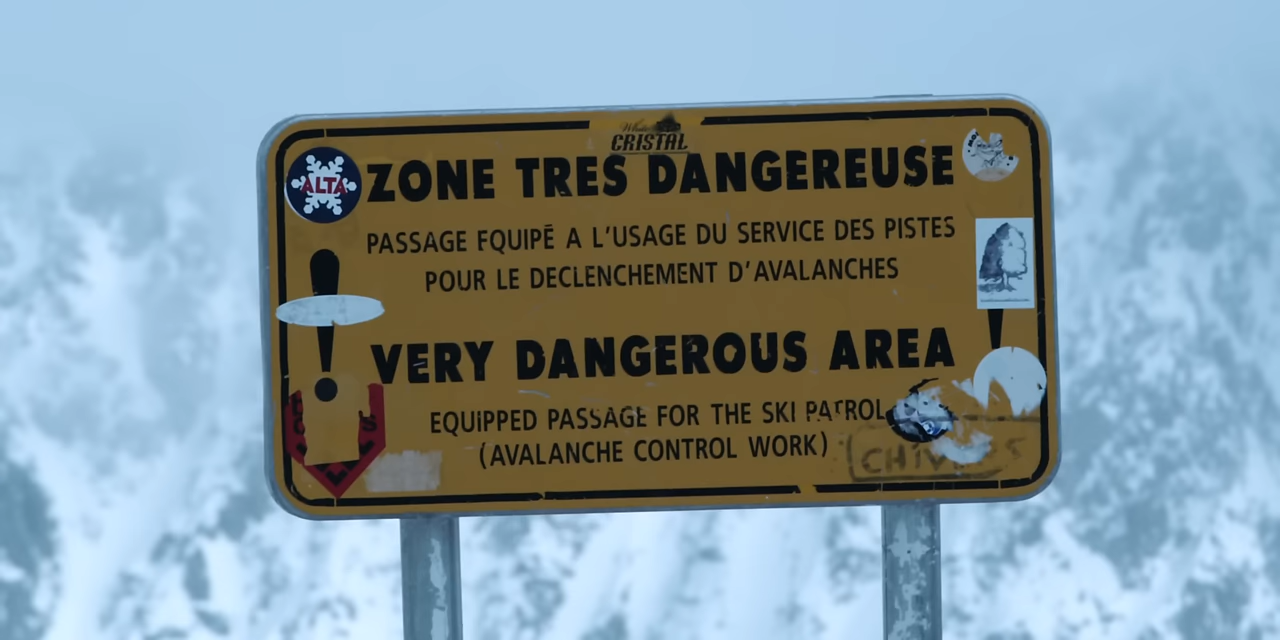 CRISTAL
ALTA
ZONE TRES DANGEREUSE
PASSAGE EQUIPÉ A L'USAGE DU SERVICE DES PISTES
POUR LE DECLENCHEMENT D'AVALANCHES
VERY DANGEROUS AREA
EQUIPPED PASSAGE FOR THE SKI PATROL
(AVALANCHE CONTROL WORK)